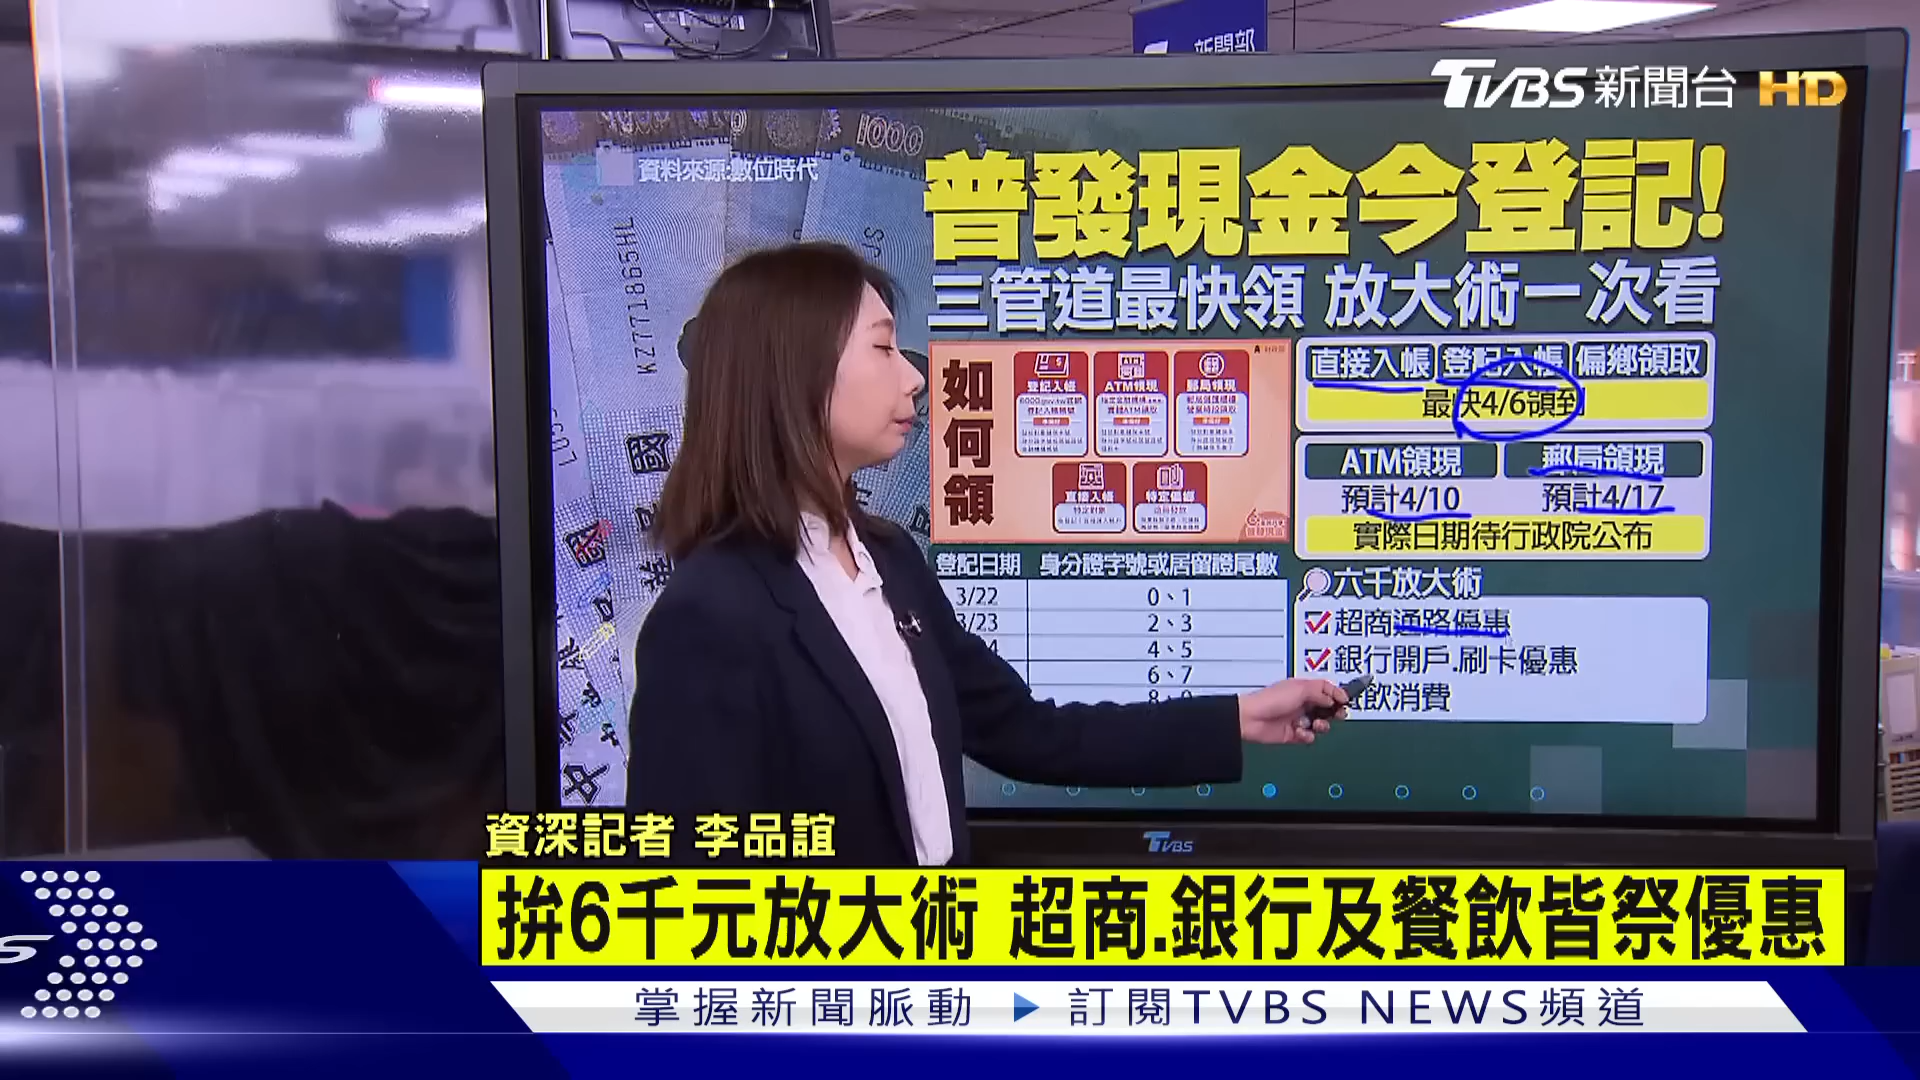 新聞部
TVBS新聞台 HD
1000
資料來源:數位時代
普發現金今登記!
三管道最快領 放大術一次看
KZ771865HL
如何領
登記入帳
ATM領現
郵局領現
直接入帳
特定偏鄉
直接入帳 登記入帳 偏鄉領取
最快4/6領到
ATM領現 郵局領現
預計4/10 預計4/17
實際日期待行政院公布
登記日期 身分證字號或居留證尾數
3/22 0、1
3/23 2、3
4 4、5
6、7
8、9
六千放大術
超商通路優惠
銀行開戶.刷卡優惠
餐飲消費
TVBS
資深記者 李品誼
拚6千元放大術 超商.銀行及餐飲皆祭優惠
掌握新聞脈動 ▶ 訂閱TVBS NEWS頻道